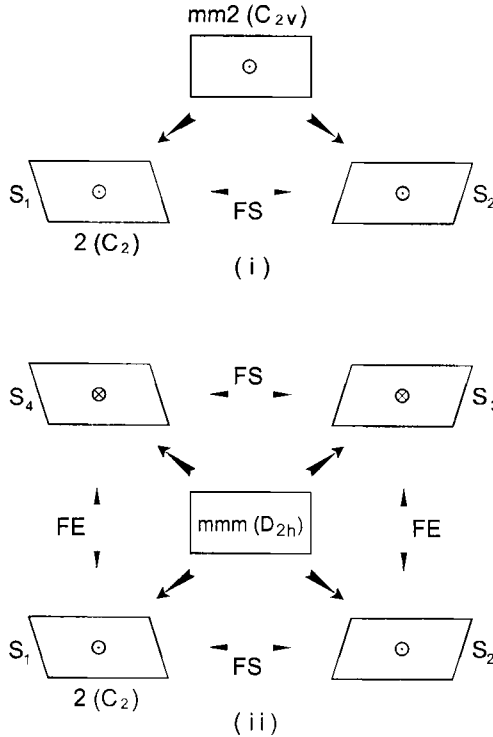 mm2 (C₂ᵥ)
S₁ FS S₂
2 (C₂)
( i )
S₄ FS S₃
FE mmm (D₂ₕ) FE
S₁ FS S₂
2 (C₂)
( ii )